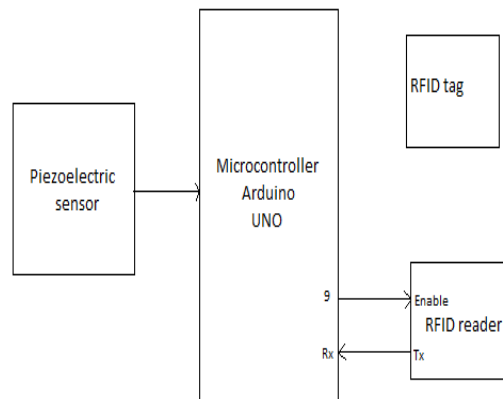 RFID tag
Piezoelectric
sensor
Microcontroller
Arduino
UNO
9
Enable
RFID reader
Rx
Tx